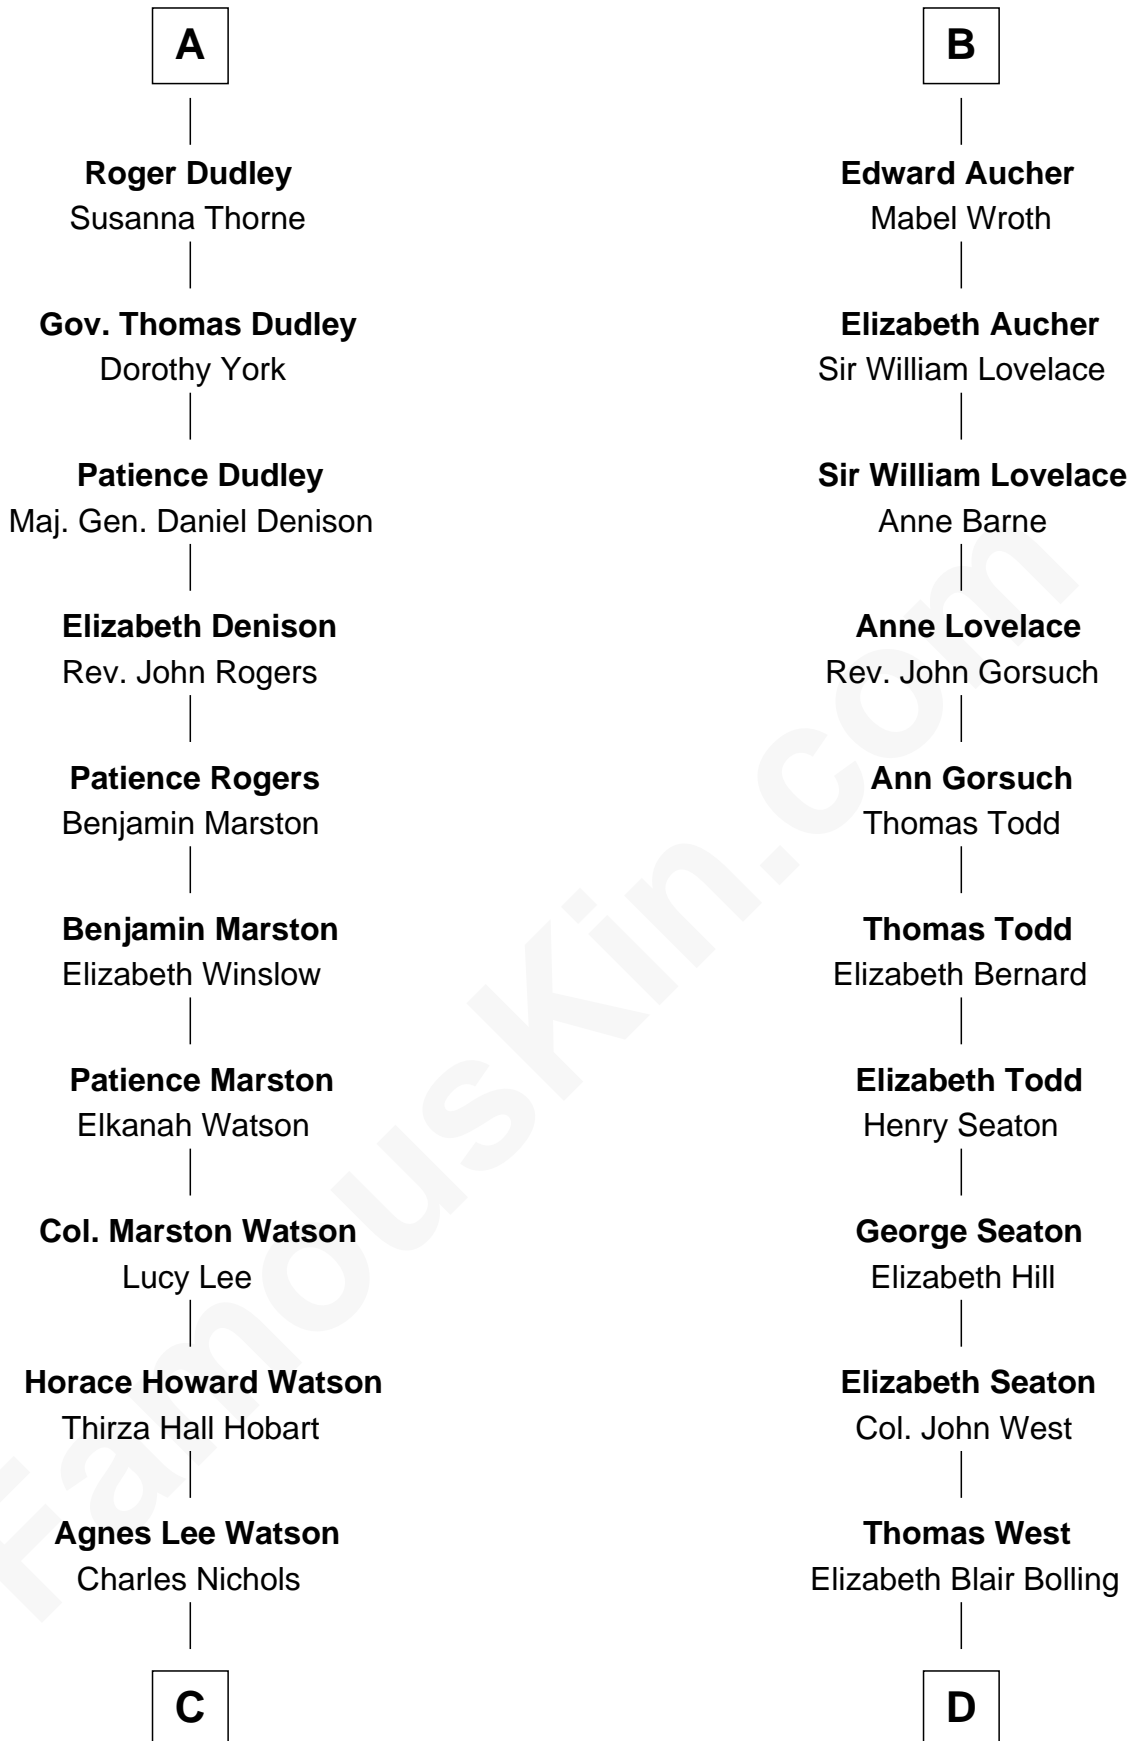 A
Roger Dudley
Susanna Thorne
Gov. Thomas Dudley
Dorothy York
Patience Dudley
Maj. Gen. Daniel Denison
Elizabeth Denison
Rev. John Rogers
Patience Rogers
Benjamin Marston
Benjamin Marston
Elizabeth Winslow
Patience Marston
Elkanah Watson
Col. Marston Watson
Lucy Lee
Horace Howard Watson
Thirza Hall Hobart
Agnes Lee Watson
Charles Nichols
C
B
Edward Aucher
Mabel Wroth
Elizabeth Aucher
Sir William Lovelace
Sir William Lovelace
Anne Barne
Anne Lovelace
Rev. John Gorsuch
Ann Gorsuch
Thomas Todd
Thomas Todd
Elizabeth Bernard
Elizabeth Todd
Henry Seaton
George Seaton
Elizabeth Hill
Elizabeth Seaton
Col. John West
Thomas West
Elizabeth Blair Bolling
D
FamousKin.com